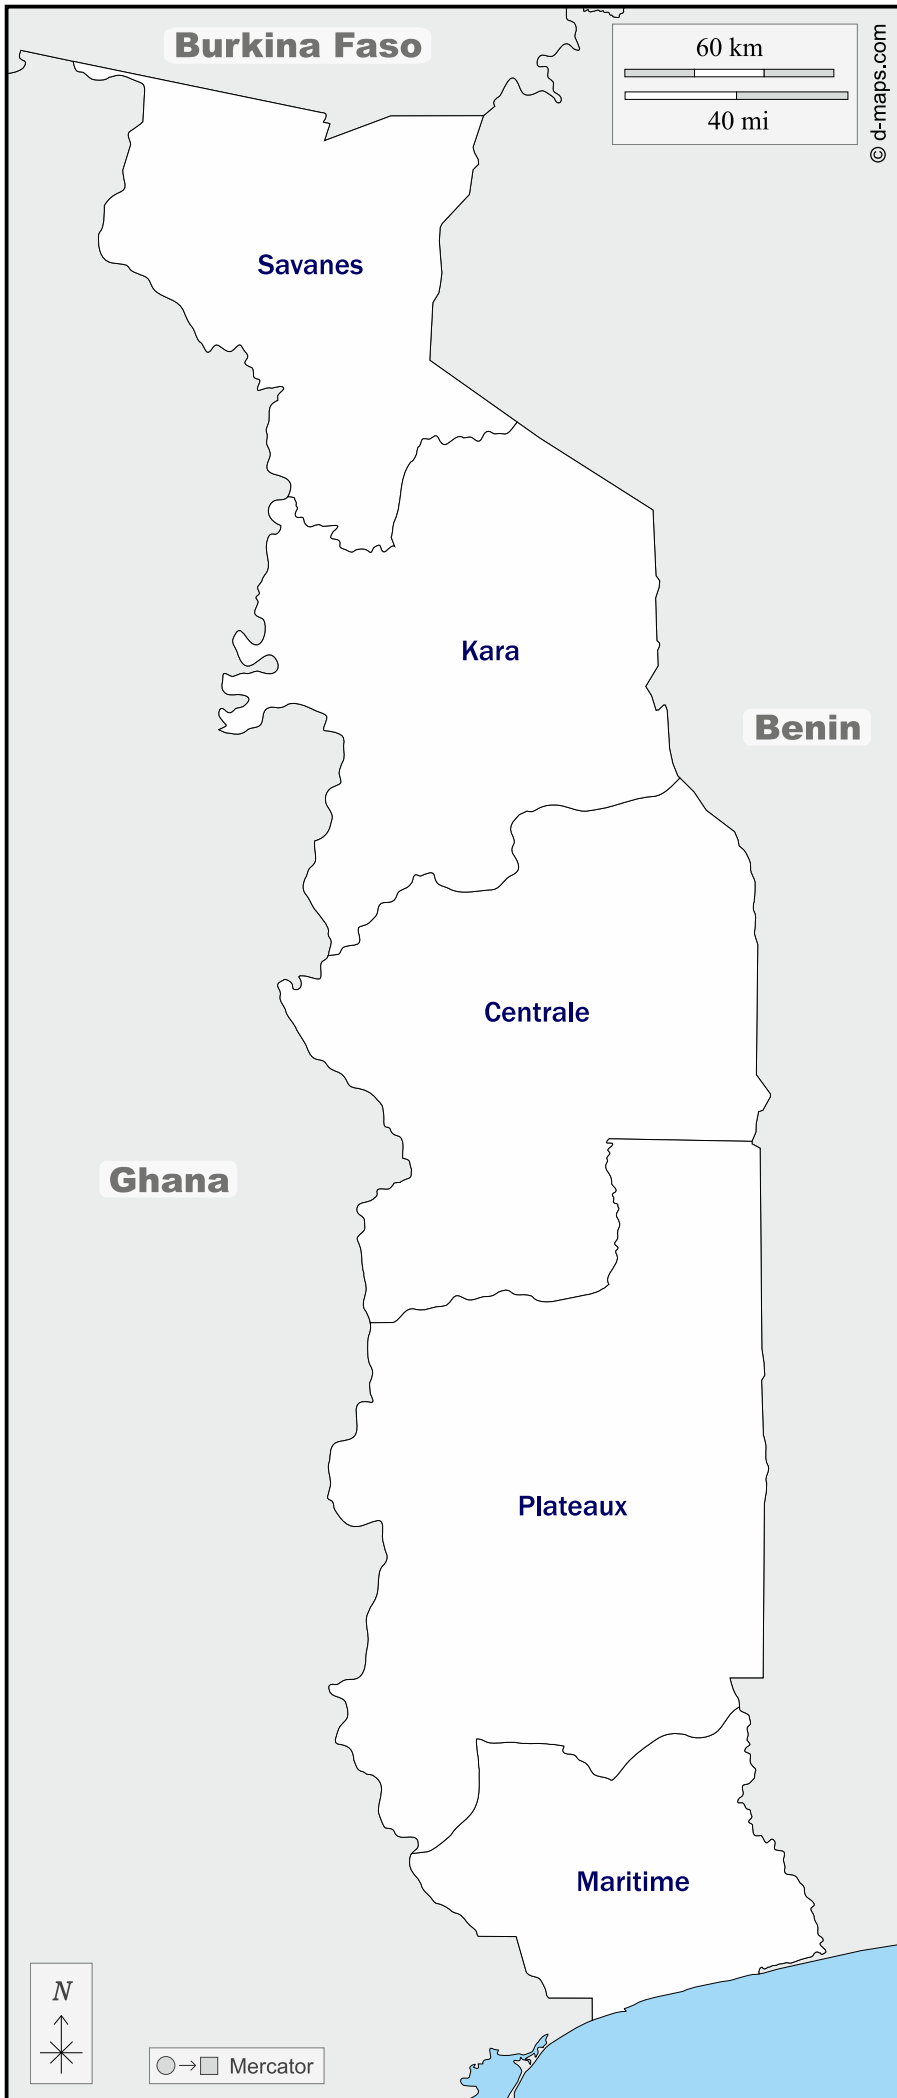 Burkina Faso
60 km
40 mi
© d-maps.com
Savanes
Kara
Benin
Centrale
Ghana
Plateaux
Maritime
N
Mercator